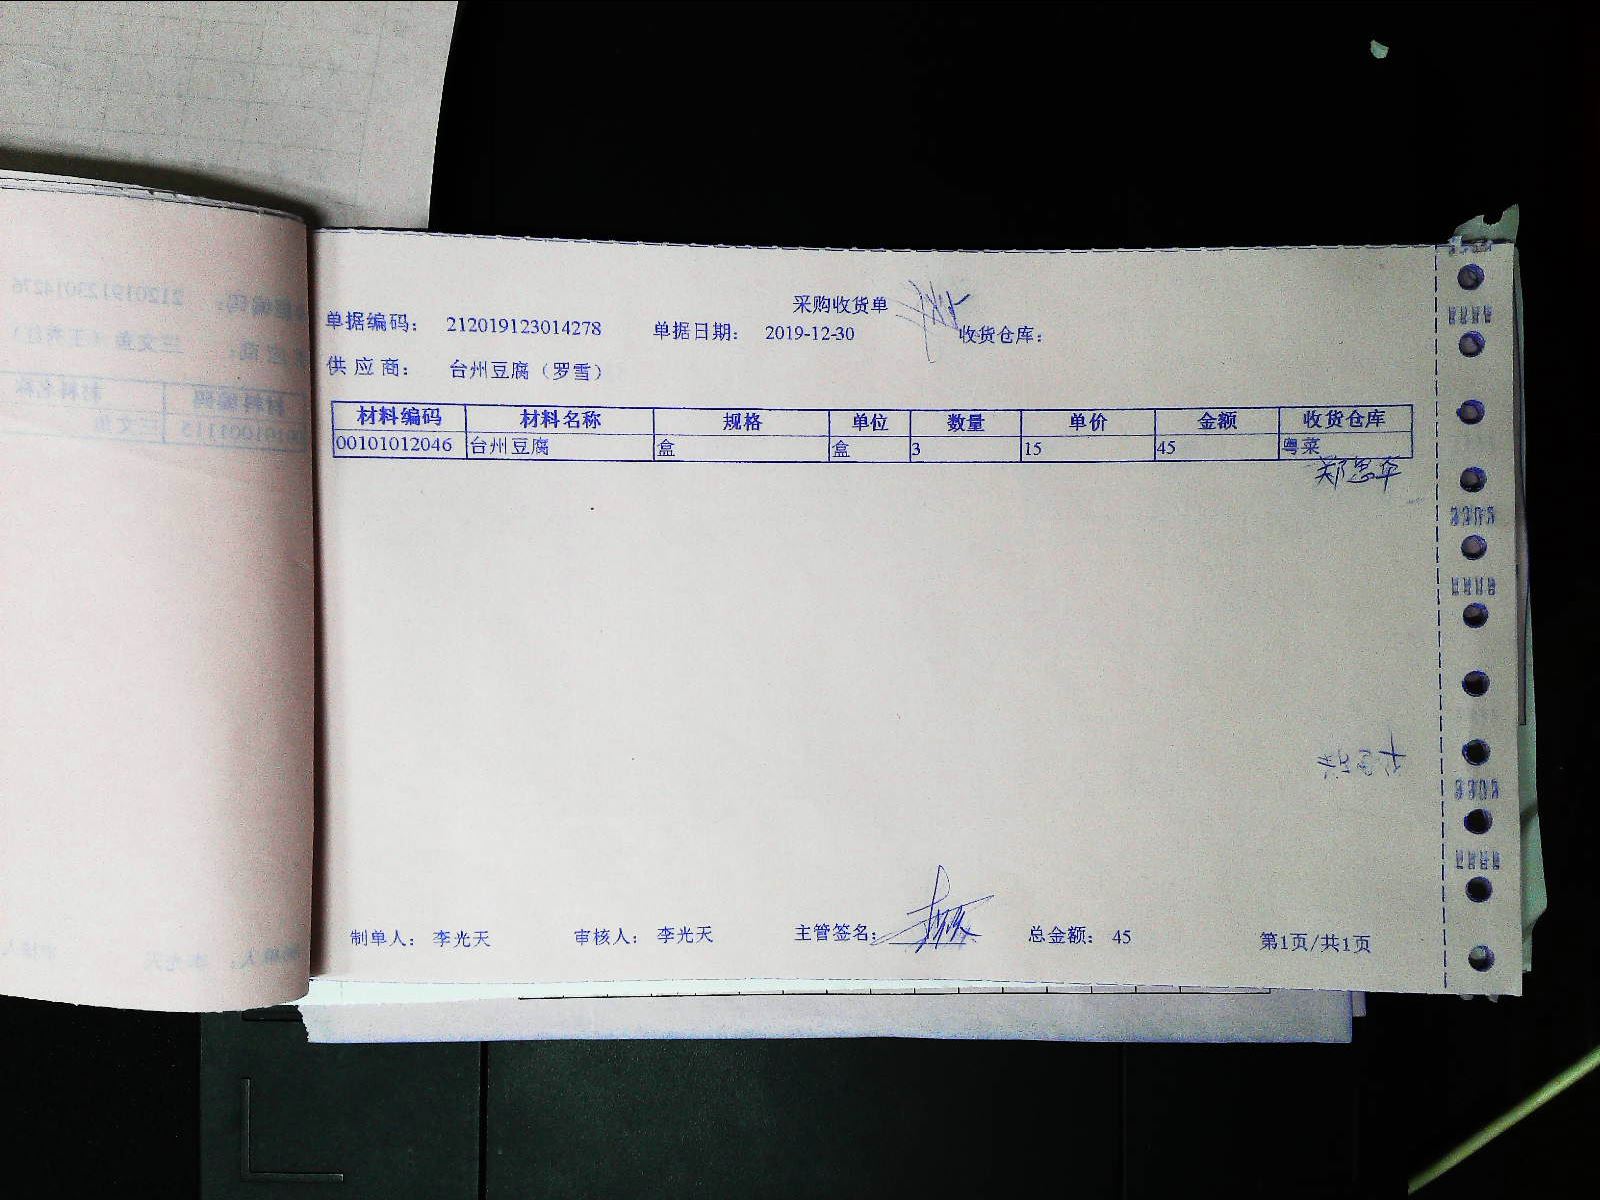 采购收货单
单据编码： 212019123014278 单据日期： 2019-12-30 收货仓库：
供应商： 台州豆腐（罗雪）
材料编码 材料名称 规格 单位 数量 单价 金额 收货仓库
00101012046 台州豆腐 盒 盒 3 15 45 粤菜
郑思华
制单人： 李光天 审核人： 李光天 主管签名： 总金额： 45 第1页/共1页